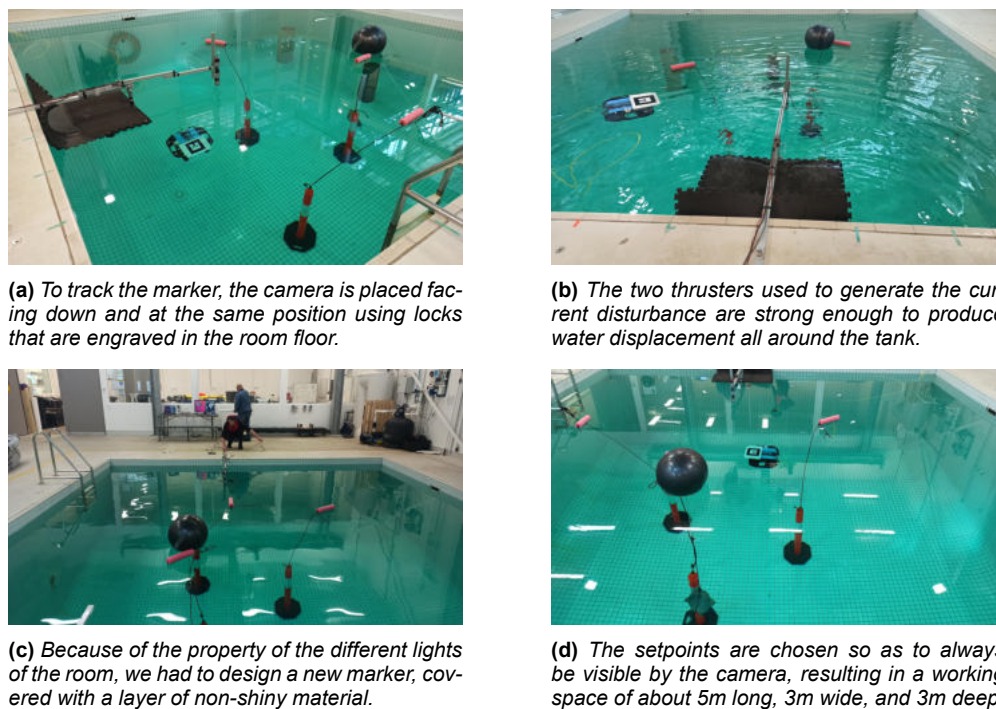 (a) To track the marker, the camera is placed fac-
ing down and at the same position using locks
that are engraved in the room floor.
(b) The two thrusters used to generate the cur-
rent disturbance are strong enough to produce
water displacement all around the tank.
(c) Because of the property of the different lights
of the room, we had to design a new marker, cov-
ered with a layer of non-shiny material.
(d) The setpoints are chosen so as to always
be visible by the camera, resulting in a working
space of about 5m long, 3m wide, and 3m deep